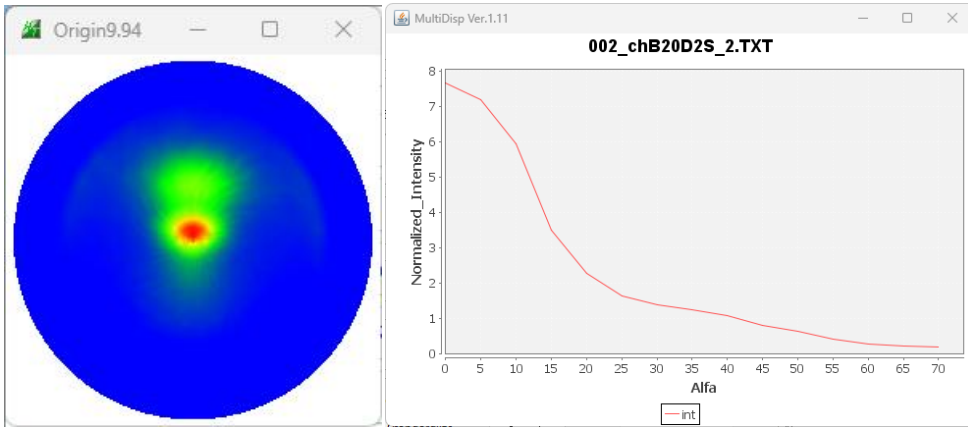 Origin9.94
MultiDisp Ver.1.11
002_chB20D2S_2.TXT
Normalized_Intensity
8
7
6
5
4
3
2
1
0
0 5 10 15 20 25 30 35 40 45 50 55 60 65 70
Alfa
int